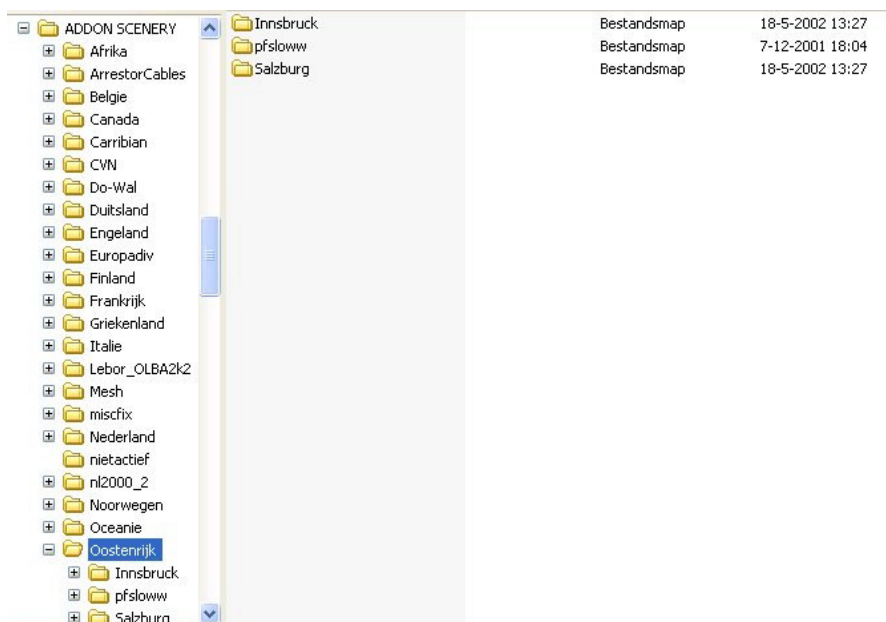 ADDON SCENERY
Afrika
ArrestorCables
Belgie
Canada
Carribian
CVN
Do-Wal
Duitsland
Engeland
Europadiv
Finland
Frankrijk
Griekenland
Italie
Lebor_OLBA2k2
Mesh
miscfix
Nederland
nietactief
nl2000_2
Noorwegen
Oceanie
Oostenrijk
Innsbruck
pfsloww
Salzburg
Innsbruck Bestandsmap 18-5-2002 13:27
pfsloww Bestandsmap 7-12-2001 18:04
Salzburg Bestandsmap 18-5-2002 13:27